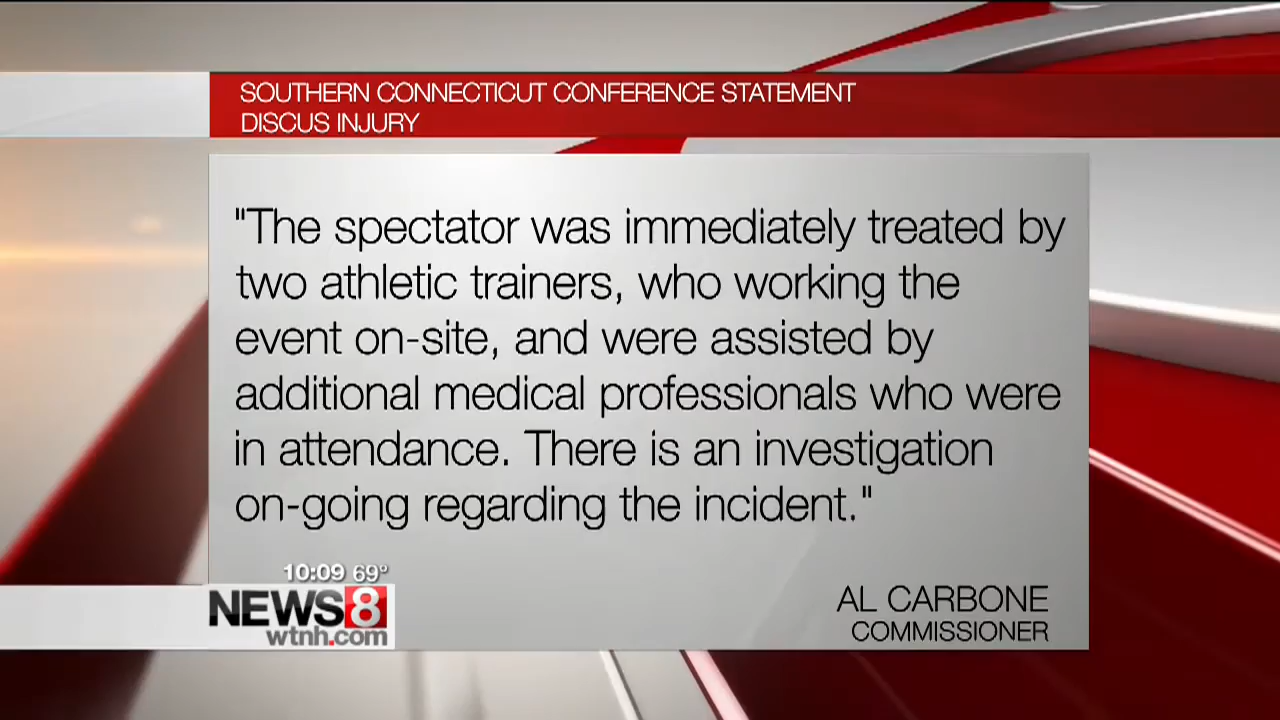 SOUTHERN CONNECTICUT CONFERENCE STATEMENT
DISCUS INJURY
"The spectator was immediately treated by
two athletic trainers, who working the
event on-site, and were assisted by
additional medical professionals who were
in attendance. There is an investigation
on-going regarding the incident."
10:09 69°
NEWS 8
wtnh.com
AL CARBONE
COMMISSIONER